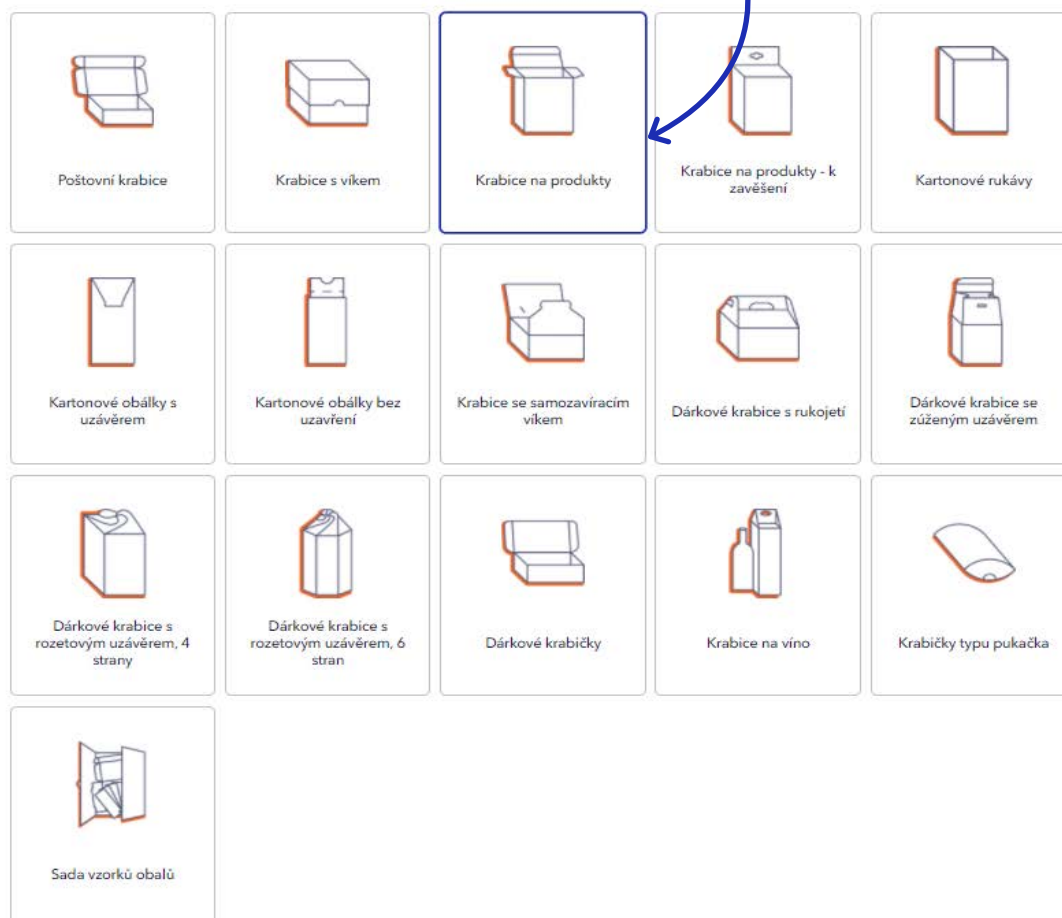 Poštovní krabice
Krabice s víkem
Krabice na produkty
Krabice na produkty - k
zavěšení
Kartonové rukávy
Kartonové obálky s
uzávěrem
Kartonové obálky bez
uzavření
Krabice se samozavíracím
víkem
Dárkové krabice s rukojetí
Dárkové krabice se
zúženým uzávěrem
Dárkové krabice s
rozetovým uzávěrem, 4
strany
Dárkové krabice s
rozetovým uzávěrem, 6
stran
Dárkové krabičky
Krabice na víno
Krabičky typu pukačka
Sada vzorků obalů